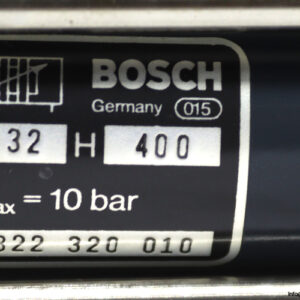 BOSCH
Germany 015
32 H 400
ax = 10 bar
822 320 010